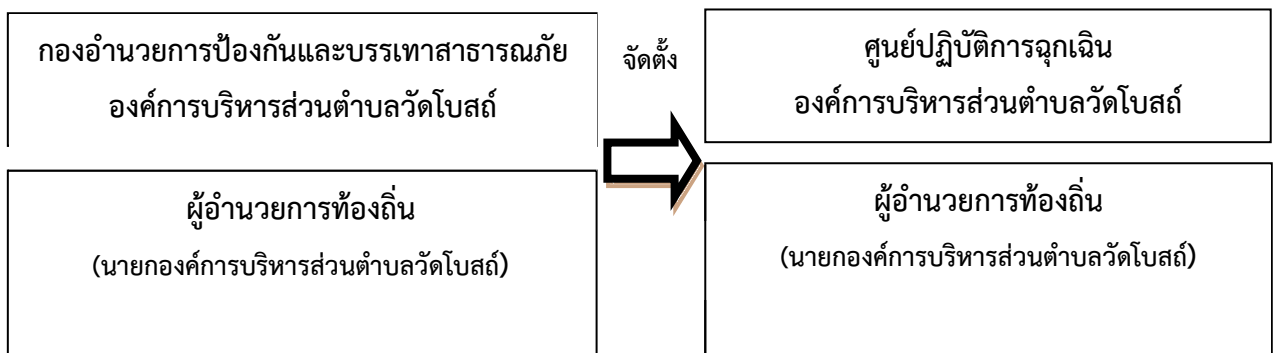 กองอำนวยการป้องกันและบรรเทาสาธารณภัย
องค์การบริหารส่วนตำบลวัดโบสถ์
ผู้อำนวยการท้องถิ่น
(นายกองค์การบริหารส่วนตำบลวัดโบสถ์)
จัดตั้ง
ศูนย์ปฏิบัติการฉุกเฉิน
องค์การบริหารส่วนตำบลวัดโบสถ์
ผู้อำนวยการท้องถิ่น
(นายกองค์การบริหารส่วนตำบลวัดโบสถ์)